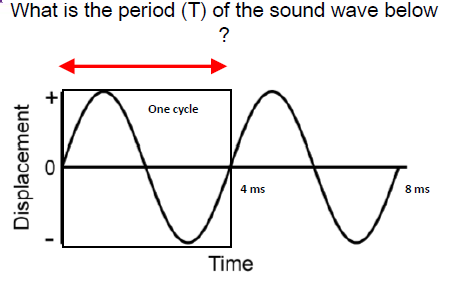 What is the period (T) of the sound wave below
?
+
One cycle
Displacement
0
4 ms
8 ms
-
Time